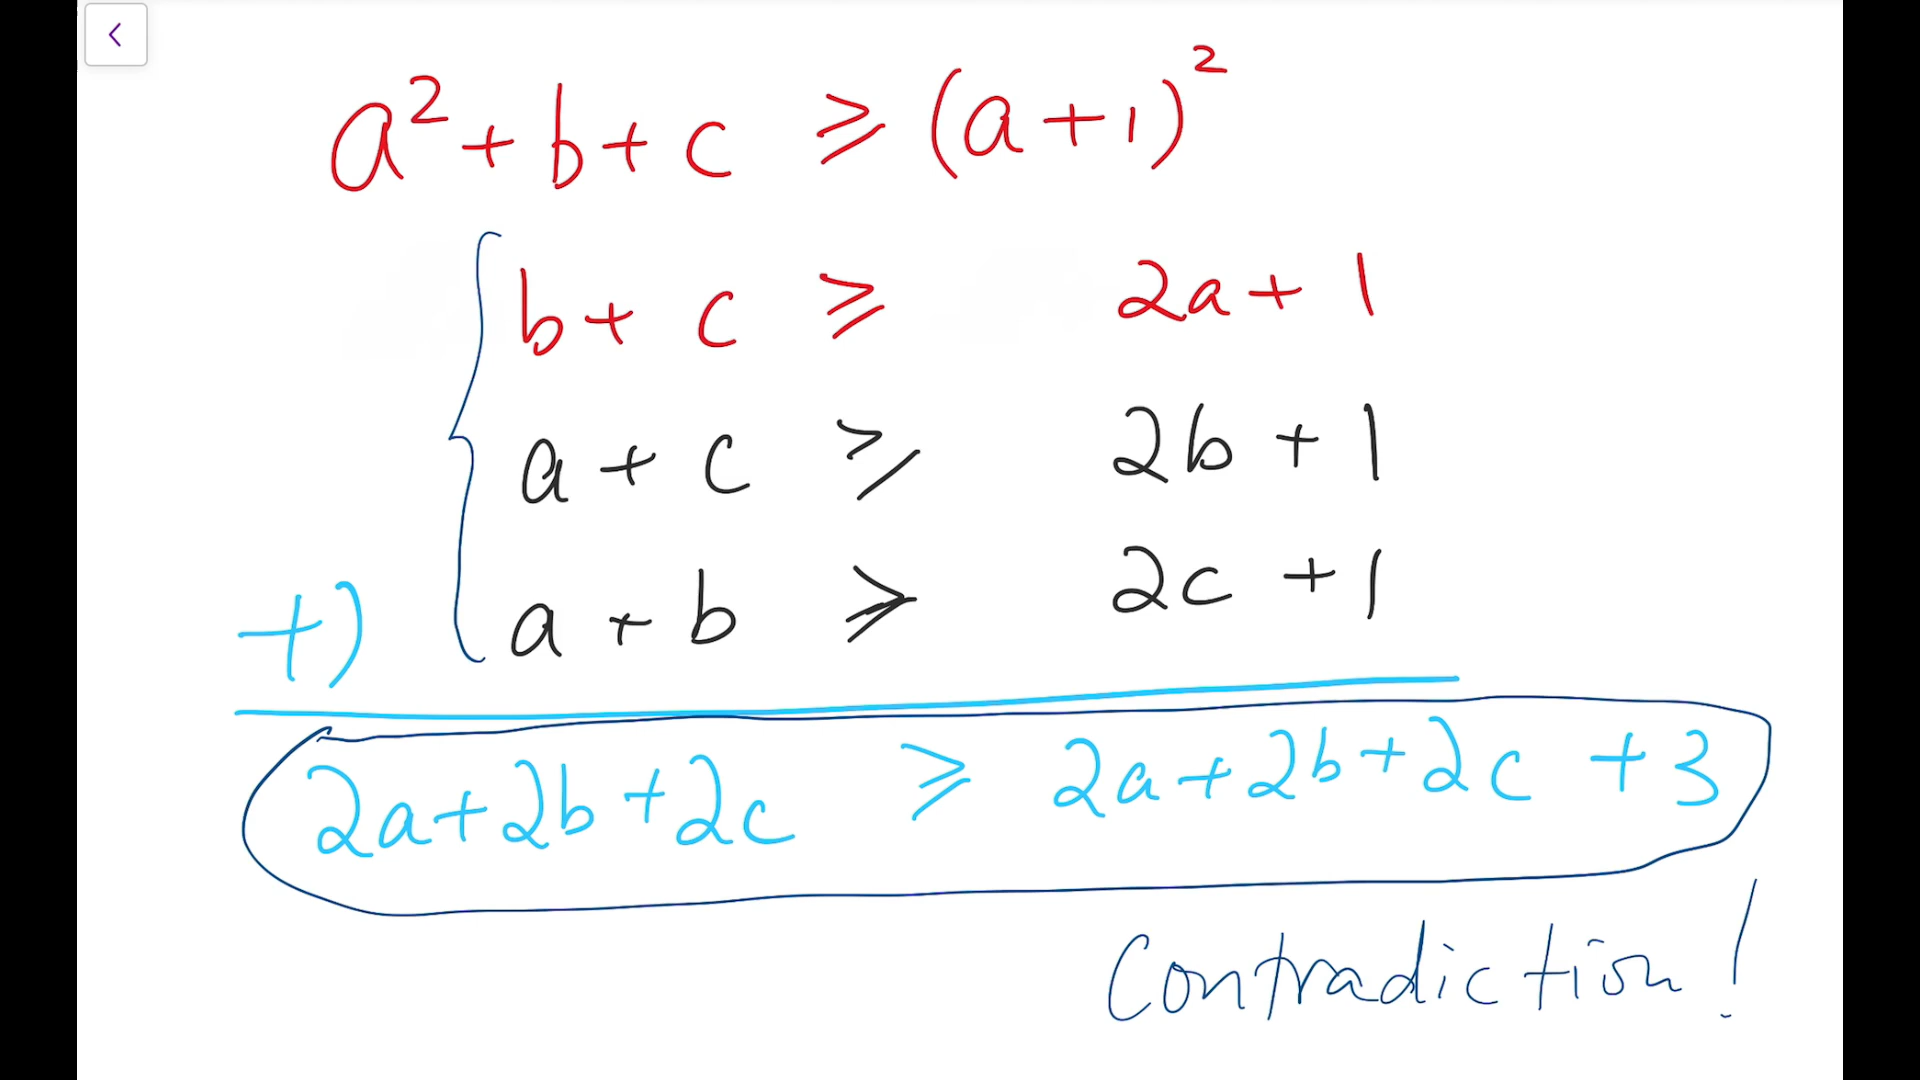 a² + b + c ⩾ (a + 1)²
b + c ⩾ 2a + 1
a + c ⩾ 2b + 1
a + b ⩾ 2c + 1
+)
2a + 2b + 2c ⩾ 2a + 2b + 2c + 3
Contradiction!